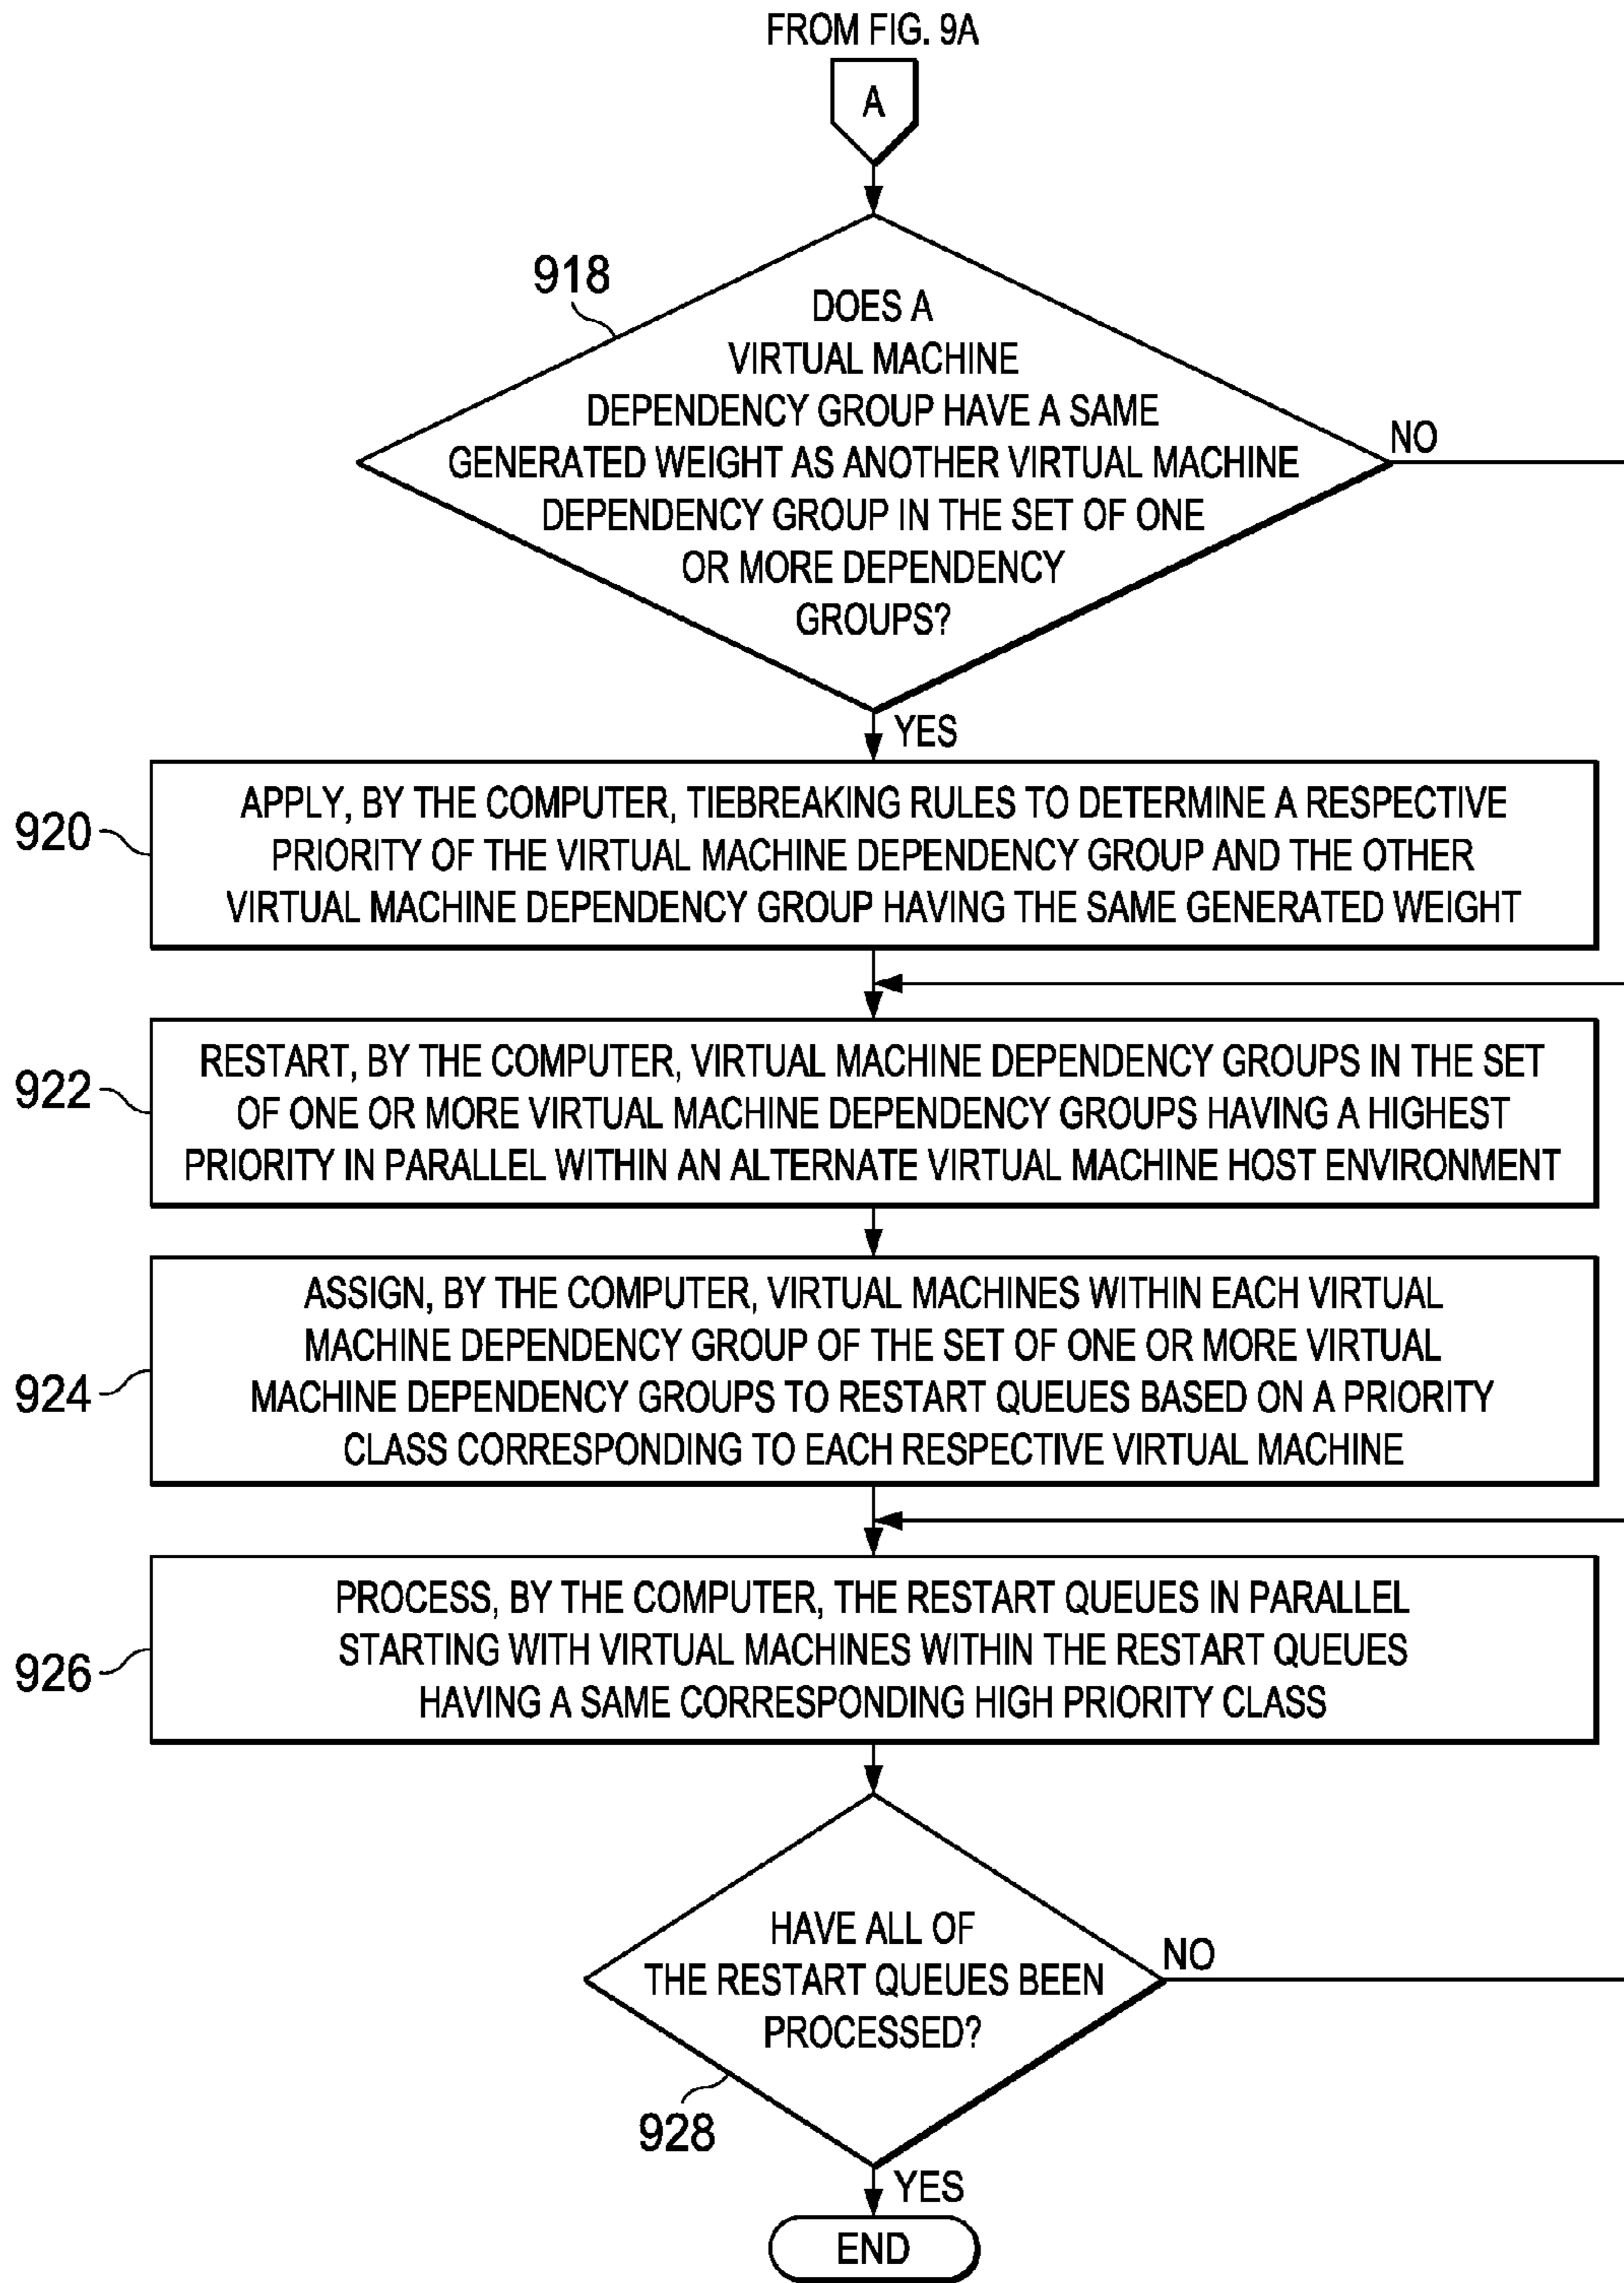 FROM FIG. 9A
A
918
DOES A
VIRTUAL MACHINE
DEPENDENCY GROUP HAVE A SAME
GENERATED WEIGHT AS ANOTHER VIRTUAL MACHINE
DEPENDENCY GROUP IN THE SET OF ONE
OR MORE DEPENDENCY
GROUPS?
NO
YES
920
APPLY, BY THE COMPUTER, TIEBREAKING RULES TO DETERMINE A RESPECTIVE
PRIORITY OF THE VIRTUAL MACHINE DEPENDENCY GROUP AND THE OTHER
VIRTUAL MACHINE DEPENDENCY GROUP HAVING THE SAME GENERATED WEIGHT
922
RESTART, BY THE COMPUTER, VIRTUAL MACHINE DEPENDENCY GROUPS IN THE SET
OF ONE OR MORE VIRTUAL MACHINE DEPENDENCY GROUPS HAVING A HIGHEST
PRIORITY IN PARALLEL WITHIN AN ALTERNATE VIRTUAL MACHINE HOST ENVIRONMENT
924
ASSIGN, BY THE COMPUTER, VIRTUAL MACHINES WITHIN EACH VIRTUAL
MACHINE DEPENDENCY GROUP OF THE SET OF ONE OR MORE VIRTUAL
MACHINE DEPENDENCY GROUPS TO RESTART QUEUES BASED ON A PRIORITY
CLASS CORRESPONDING TO EACH RESPECTIVE VIRTUAL MACHINE
926
PROCESS, BY THE COMPUTER, THE RESTART QUEUES IN PARALLEL
STARTING WITH VIRTUAL MACHINES WITHIN THE RESTART QUEUES
HAVING A SAME CORRESPONDING HIGH PRIORITY CLASS
HAVE ALL OF
THE RESTART QUEUES BEEN
PROCESSED?
NO
928
YES
END